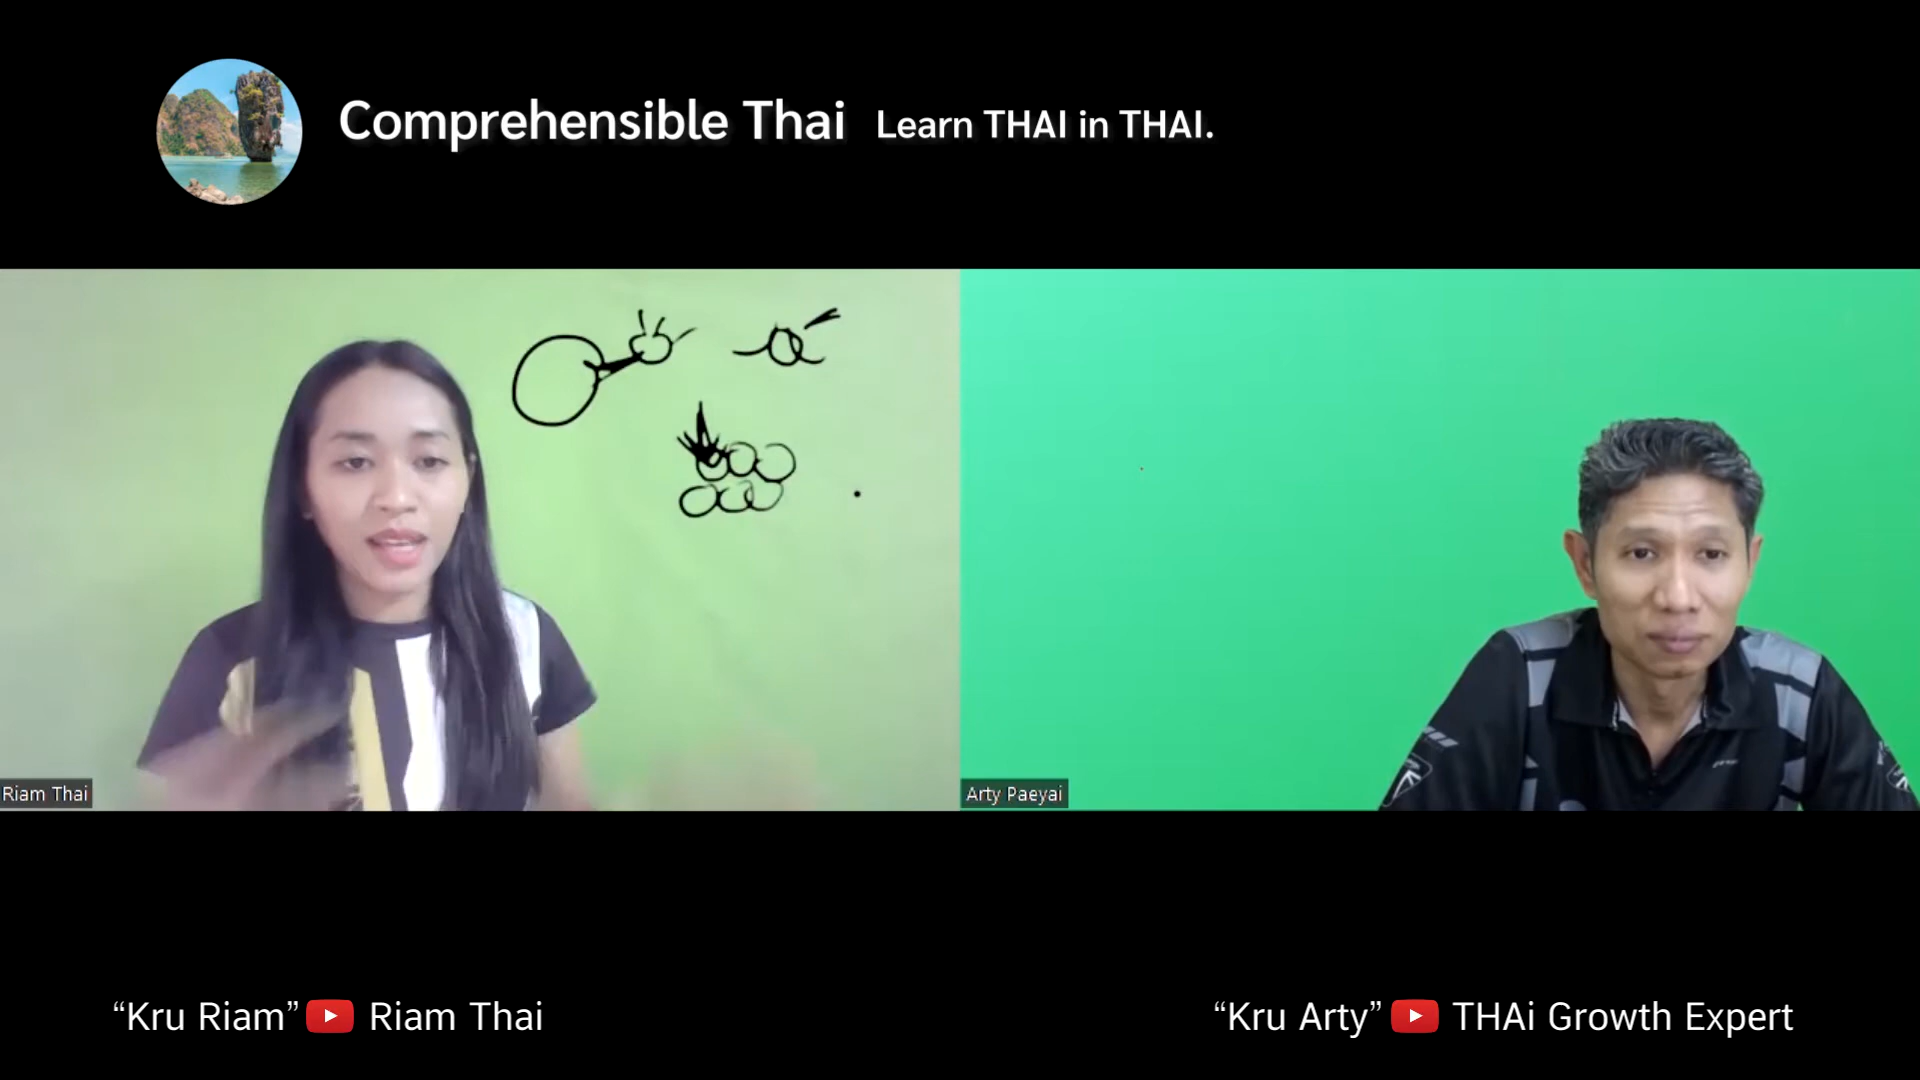 Comprehensible Thai Learn THAI in THAI.
Riam Thai
Arty Paeyai
“Kru Riam” Riam Thai
“Kru Arty” THAi Growth Expert